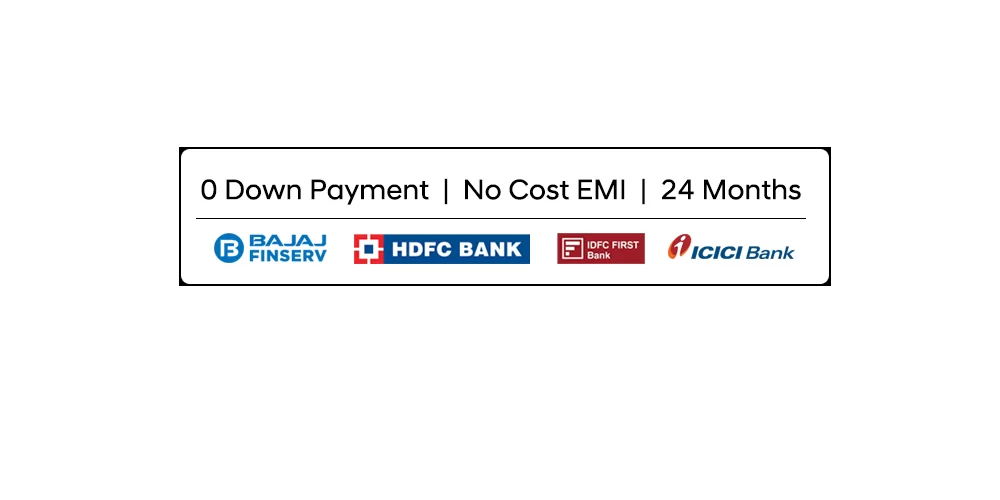 0 Down Payment | No Cost EMI | 24 Months
BAJAJ
FINSERV
HDFC BANK
IDFC FIRST
Bank
ICICI Bank